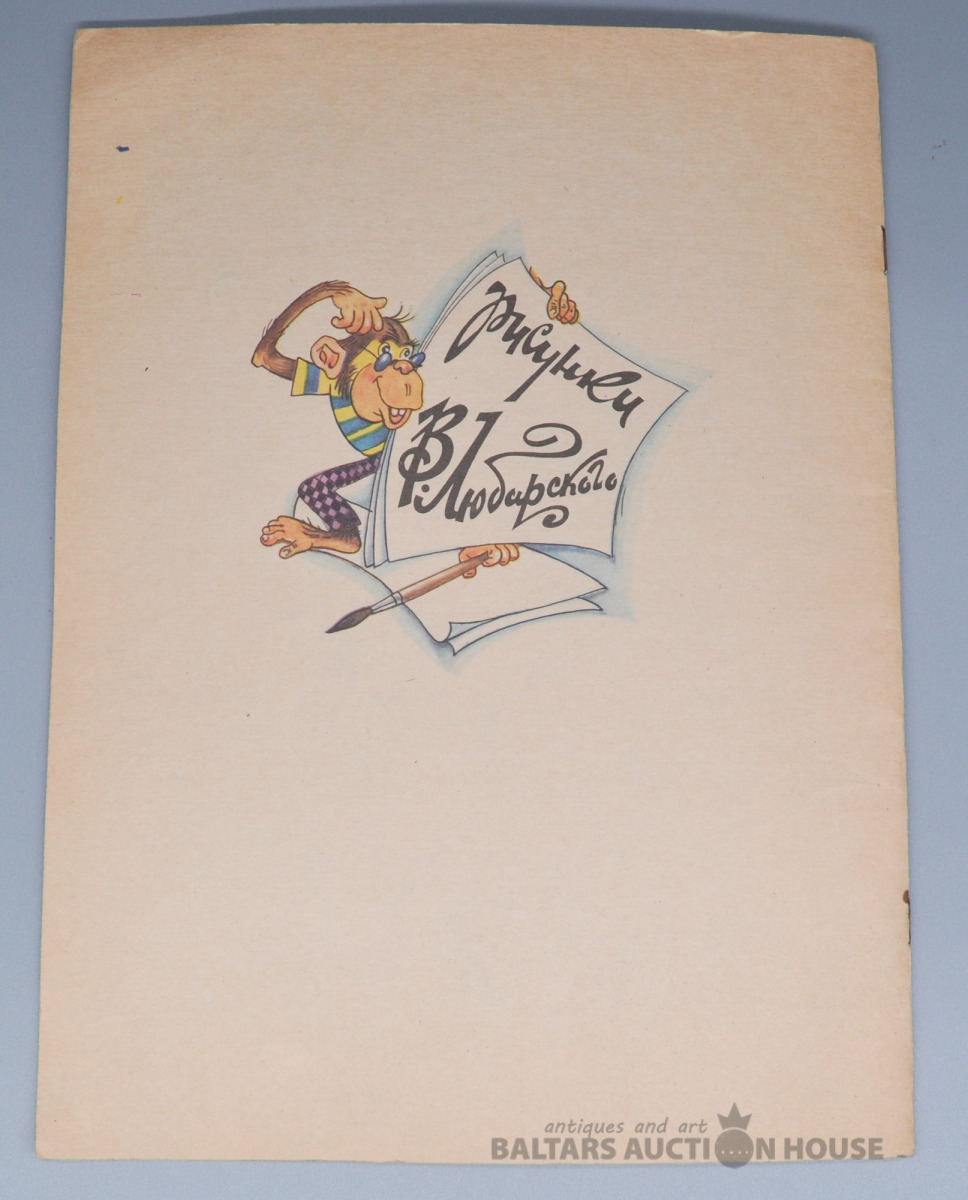 Рисунки
В. Р. Любарского
antiques and art
BALTARS AUCTION HOUSE